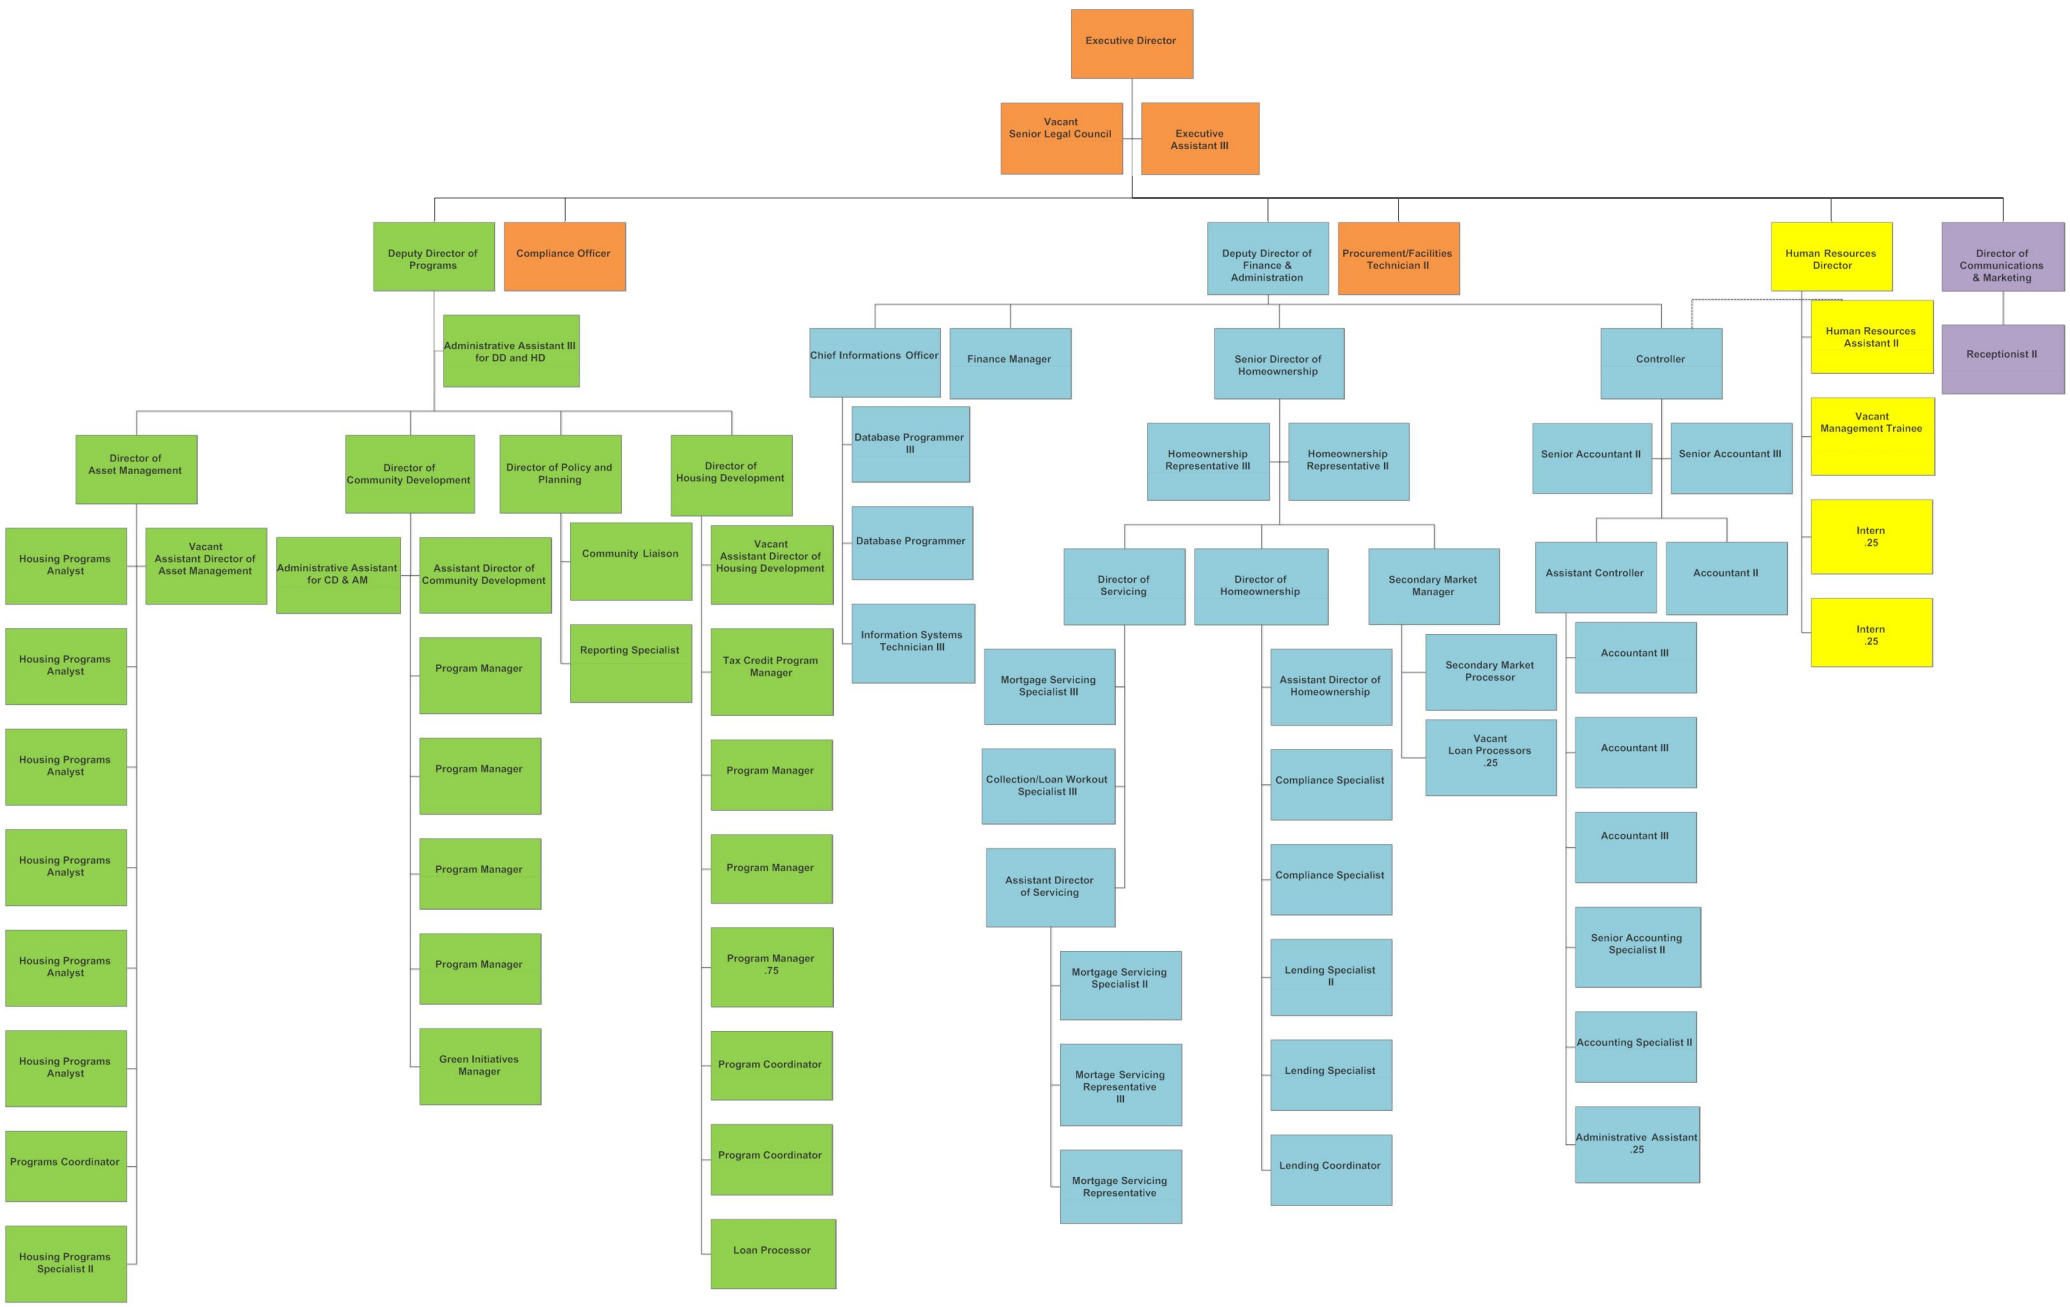 Executive Director
Vacant
Senior Legal Council
Executive
Assistant III
Deputy Director of
Programs
Compliance Officer
Deputy Director of
Finance &
Administration
Procurement/Facilities
Technician II
Human Resources
Director
Director of
Communications
& Marketing
Administrative Assistant III
for DD and HD
Chief Informations Officer
Finance Manager
Senior Director of
Homeownership
Controller
Human Resources
Assistant II
Receptionist II
Vacant
Management Trainee
Intern
.25
Intern
.25
Director of
Asset Management
Director of
Community Development
Director of Policy and
Planning
Director of
Housing Development
Housing Programs
Analyst
Vacant
Assistant Director of
Asset Management
Housing Programs
Analyst
Housing Programs
Analyst
Housing Programs
Analyst
Housing Programs
Analyst
Housing Programs
Analyst
Programs Coordinator
Housing Programs
Specialist II
Administrative Assistant
for CD & AM
Assistant Director of
Community Development
Program Manager
Program Manager
Program Manager
Program Manager
Green Initiatives
Manager
Community Liaison
Reporting Specialist
Vacant
Assistant Director of
Housing Development
Tax Credit Program
Manager
Program Manager
Program Manager
Program Manager
.75
Program Coordinator
Program Coordinator
Loan Processor
Database Programmer
III
Database Programmer
Information Systems
Technician III
Homeownership
Representative III
Homeownership
Representative II
Director of
Servicing
Director of
Homeownership
Secondary Market
Manager
Mortgage Servicing
Specialist III
Collection/Loan Workout
Specialist III
Assistant Director
of Servicing
Mortgage Servicing
Specialist II
Mortage Servicing
Representative
III
Mortgage Servicing
Representative
Assistant Director of
Homeownership
Compliance Specialist
Compliance Specialist
Lending Specialist
II
Lending Specialist
Lending Coordinator
Secondary Market
Processor
Vacant
Loan Processors
.25
Senior Accountant II
Senior Accountant III
Assistant Controller
Accountant II
Accountant III
Accountant III
Accountant III
Senior Accounting
Specialist II
Accounting Specialist II
Administrative Assistant
.25